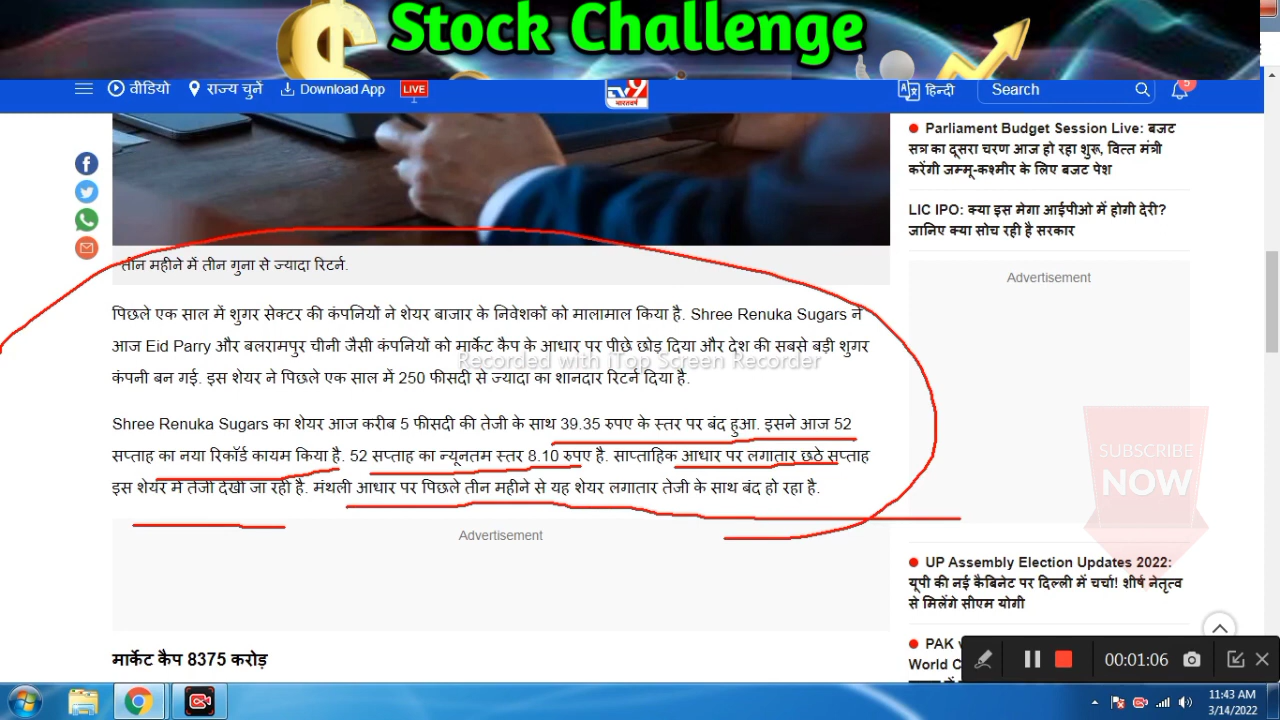 Stock Challenge
वीडियो राज्य चुनें Download App LIVE
TV9
भारतवर्ष
हिन्दी Search 5
Parliament Budget Session Live: बजट
सत्र का दूसरा चरण आज हो रहा शुरू, वित्त मंत्री
करेंगी जम्मू-कश्मीर के लिए बजट पेश
LIC IPO: क्या इस मेगा आईपीओ में होगी देरी?
जानिए क्या सोच रही है सरकार
Advertisement
तीन महीने में तीन गुना से ज्यादा रिटर्न.
पिछले एक साल में शुगर सेक्टर की कंपनियों ने शेयर बाजार के निवेशकों को मालामाल किया है. Shree Renuka Sugars ने
आज Eid Parry और बलरामपुर चीनी जैसी कंपनियों को मार्केट कैप के आधार पर पीछे छोड़ दिया और देश की सबसे बड़ी शुगर
Recorded with iTop Screen Recorder
कंपनी बन गई. इस शेयर ने पिछले एक साल में 250 फीसदी से ज्यादा का शानदार रिटर्न दिया है.
Shree Renuka Sugars का शेयर आज करीब 5 फीसदी की तेजी के साथ 39.35 रुपए के स्तर पर बंद हुआ. इसने आज 52
सप्ताह का नया रिकॉर्ड कायम किया है. 52 सप्ताह का न्यूनतम स्तर 8.10 रुपए है. साप्ताहिक आधार पर लगातार छठे सप्ताह
इस शेयर में तेजी देखी जा रही है. मंथली आधार पर पिछले तीन महीने से यह शेयर लगातार तेजी के साथ बंद हो रहा है.
SUBSCRIBE
NOW
Advertisement
UP Assembly Election Updates 2022:
यूपी की नई कैबिनेट पर दिल्ली में चर्चा! शीर्ष नेतृत्व
से मिलेंगे सीएम योगी
मार्केट कैप 8375 करोड़
PAK
World C
00:01:06
11:43 AM
3/14/2022